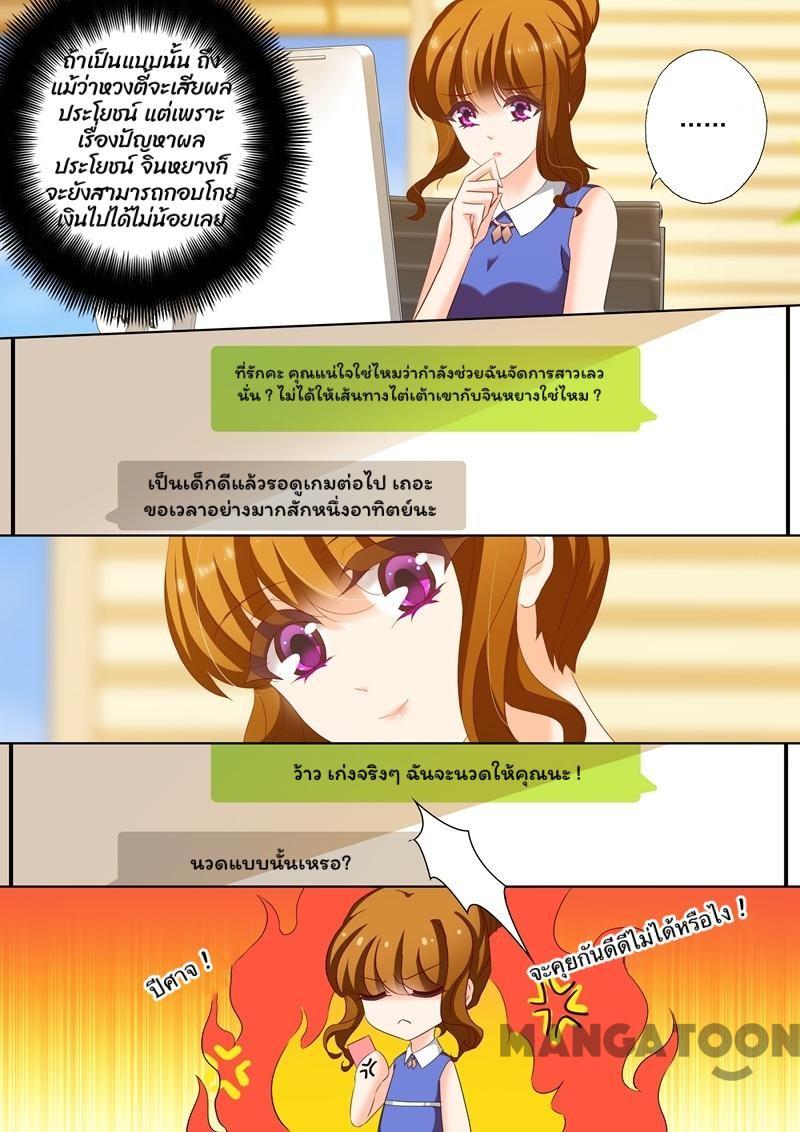 ถ้าเป็นแบบนั้น ถึง
แม้ว่าหวงตี่จะเสียผล
ประโยชน์ แต่เพราะ
เรื่องปัญหาผล
ประโยชน์ จินหยางก็
จะยังสามารถกอบโกย
เงินไปได้ไม่น้อยเลย
......
ที่รักคะ คุณแน่ใจใช่ไหมว่ากำลังช่วยฉันจัดการสาวเลว
นั่น ? ไม่ได้ให้เส้นทางไต่เต้าเขากับจินหยางใช่ไหม ?
เป็นเด็กดีแล้วรอดูเกมต่อไป เถอะ
ขอเวลาอย่างมากสักหนึ่งอาทิตย์นะ
ว้าว เก่งจริงๆ ฉันจะนวดให้คุณนะ !
นวดแบบนั้นเหรอ?
ปีศาจ !
จะคุยกันดีดีไม่ได้หรือไง !
MANGATOON